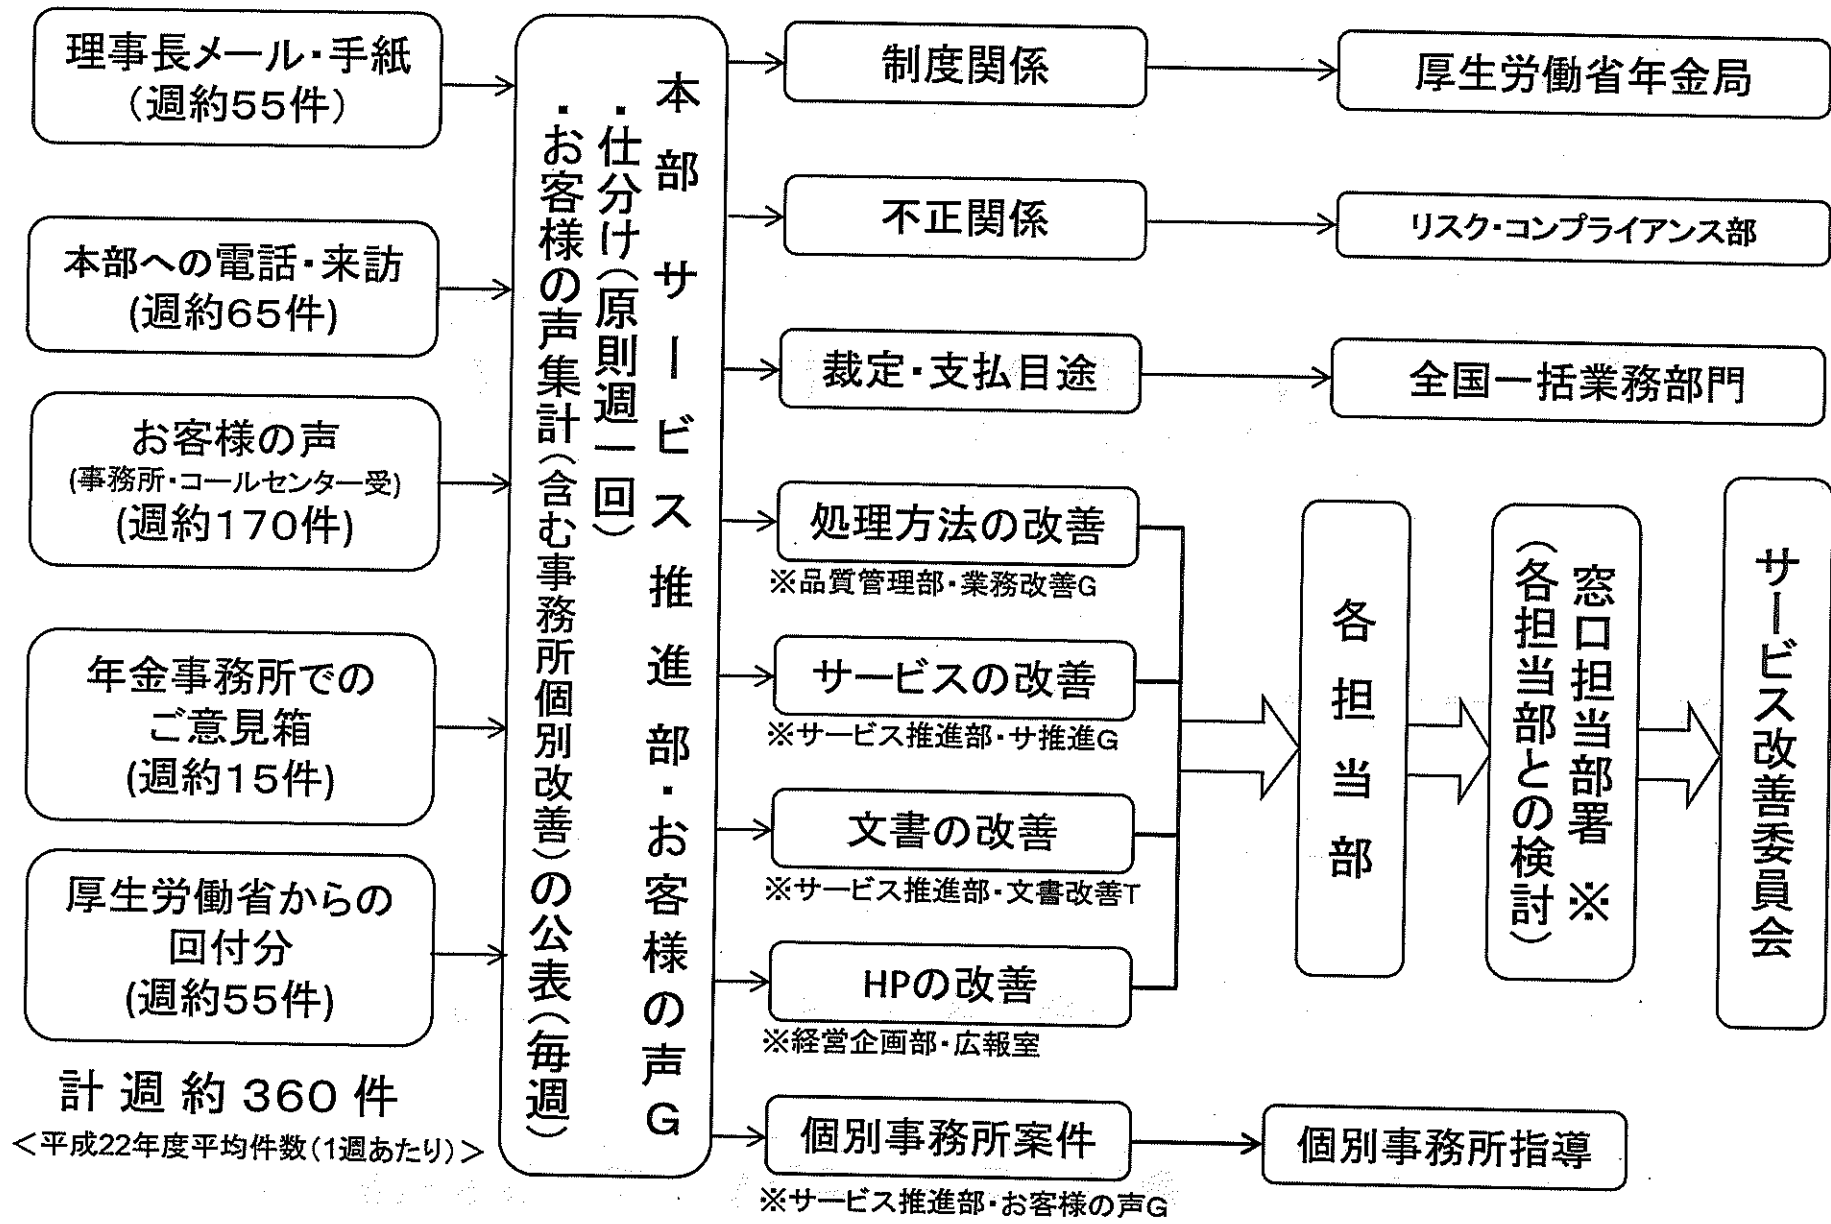 理事長メール・手紙
（週約55件）
本部への電話・来訪
(週約65件)
お客様の声
(事務所・コールセンター受)
(週約170件)
年金事務所での
ご意見箱
(週約15件)
厚生労働省からの
回付分
(週約55件)
計 週 約 360 件
＜平成22年度平均件数(1週あたり)＞
本部 サービス推進部・お客様の声G
・仕分け(原則週一回)
・お客様の声集計(含む事務所個別改善)の公表(毎週)
制度関係
厚生労働省年金局
不正関係
リスク・コンプライアンス部
裁定・支払目途
全国一括業務部門
処理方法の改善
※品質管理部・業務改善G
サービスの改善
※サービス推進部・サ推進G
文書の改善
※サービス推進部・文書改善T
HPの改善
※経営企画部・広報室
各担当部
窓口担当部署 ※
(各担当部との検討)
サービス改善委員会
個別事務所案件
個別事務所指導
※サービス推進部・お客様の声G